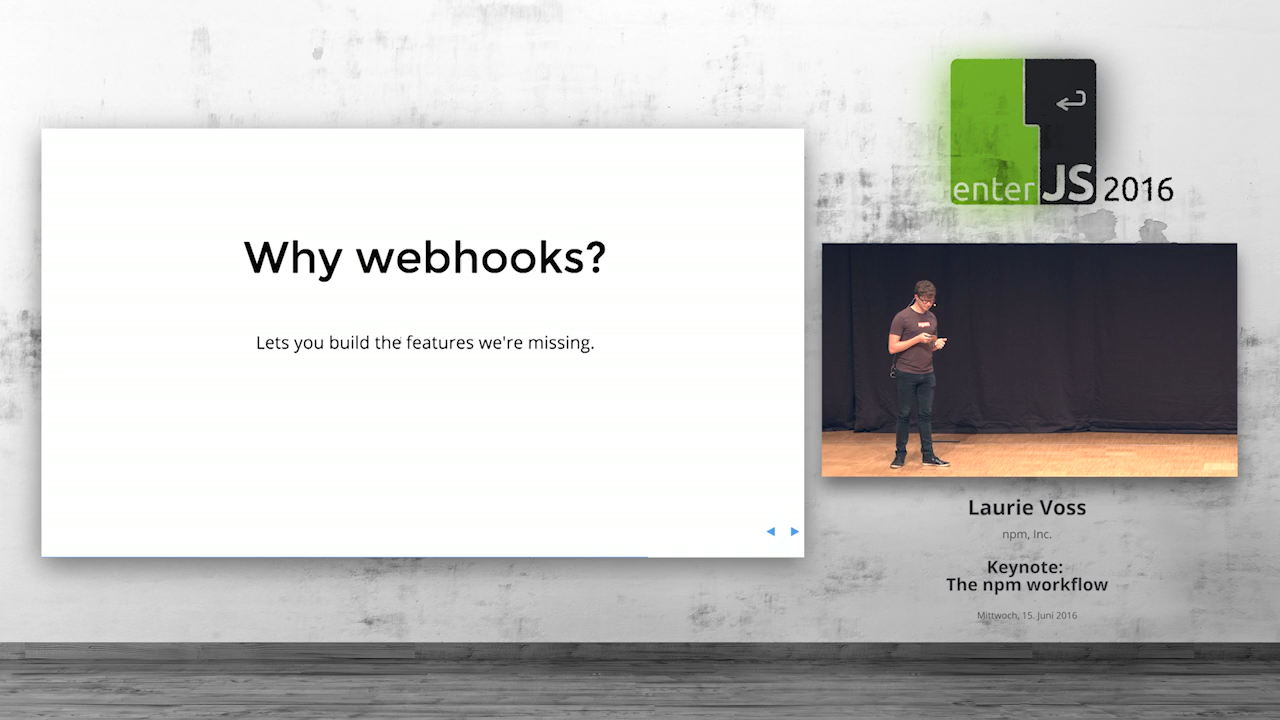 Why webhooks?
Lets you build the features we're missing.
enter JS 2016
Laurie Voss
npm, Inc.
Keynote:
The npm workflow
Mittwoch, 15. Juni 2016